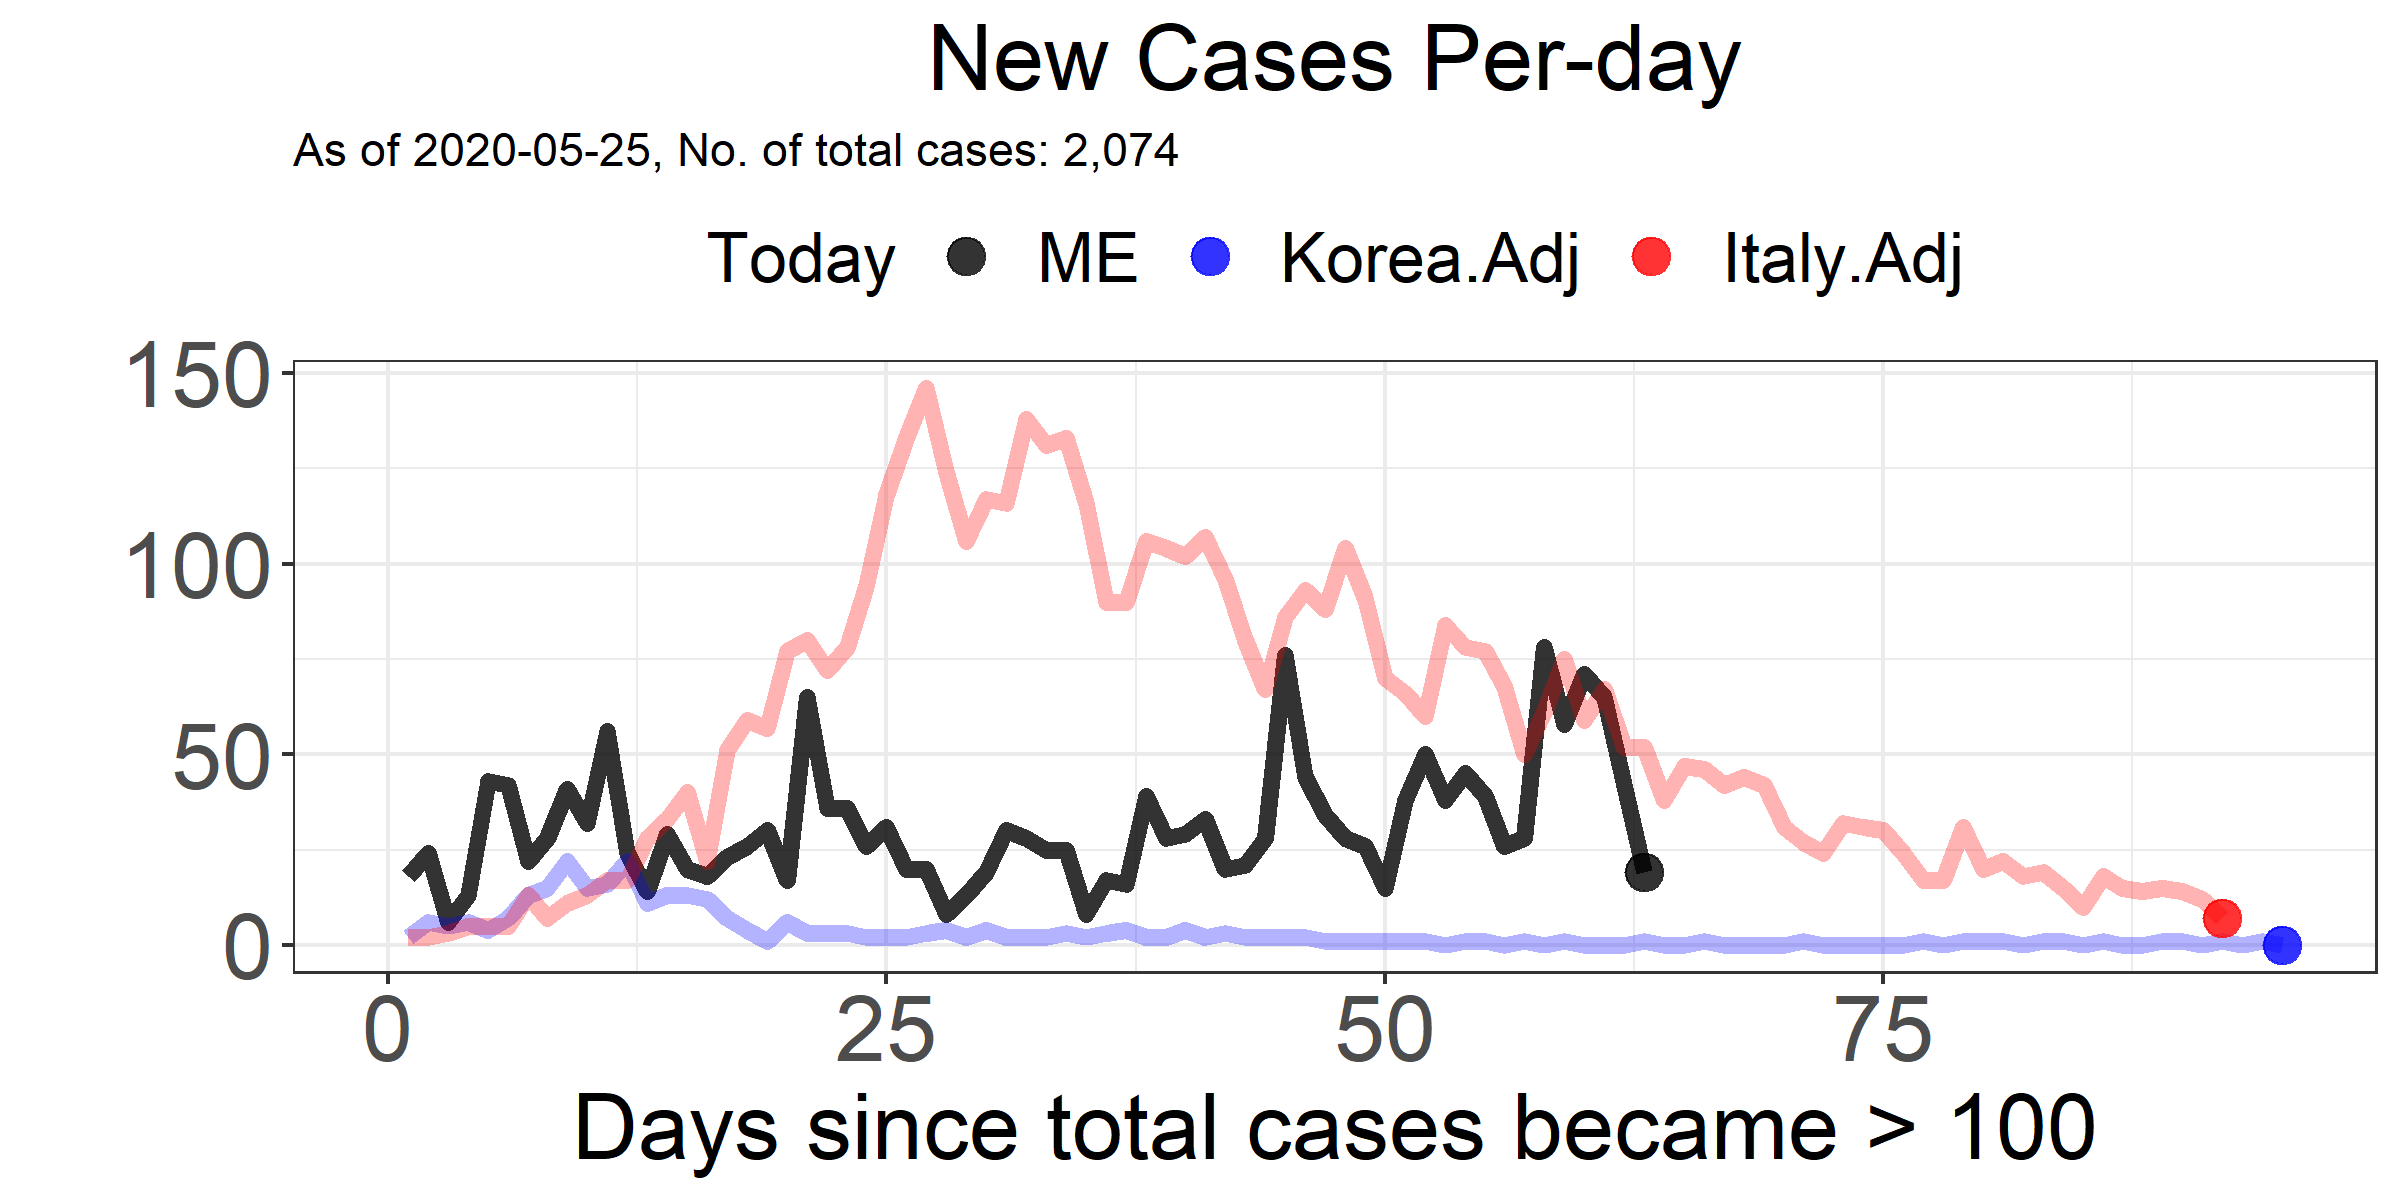 New Cases Per-day
As of 2020-05-25, No. of total cases: 2,074
Today ME Korea.Adj Italy.Adj
150
100
50
0
0 25 50 75
Days since total cases became > 100